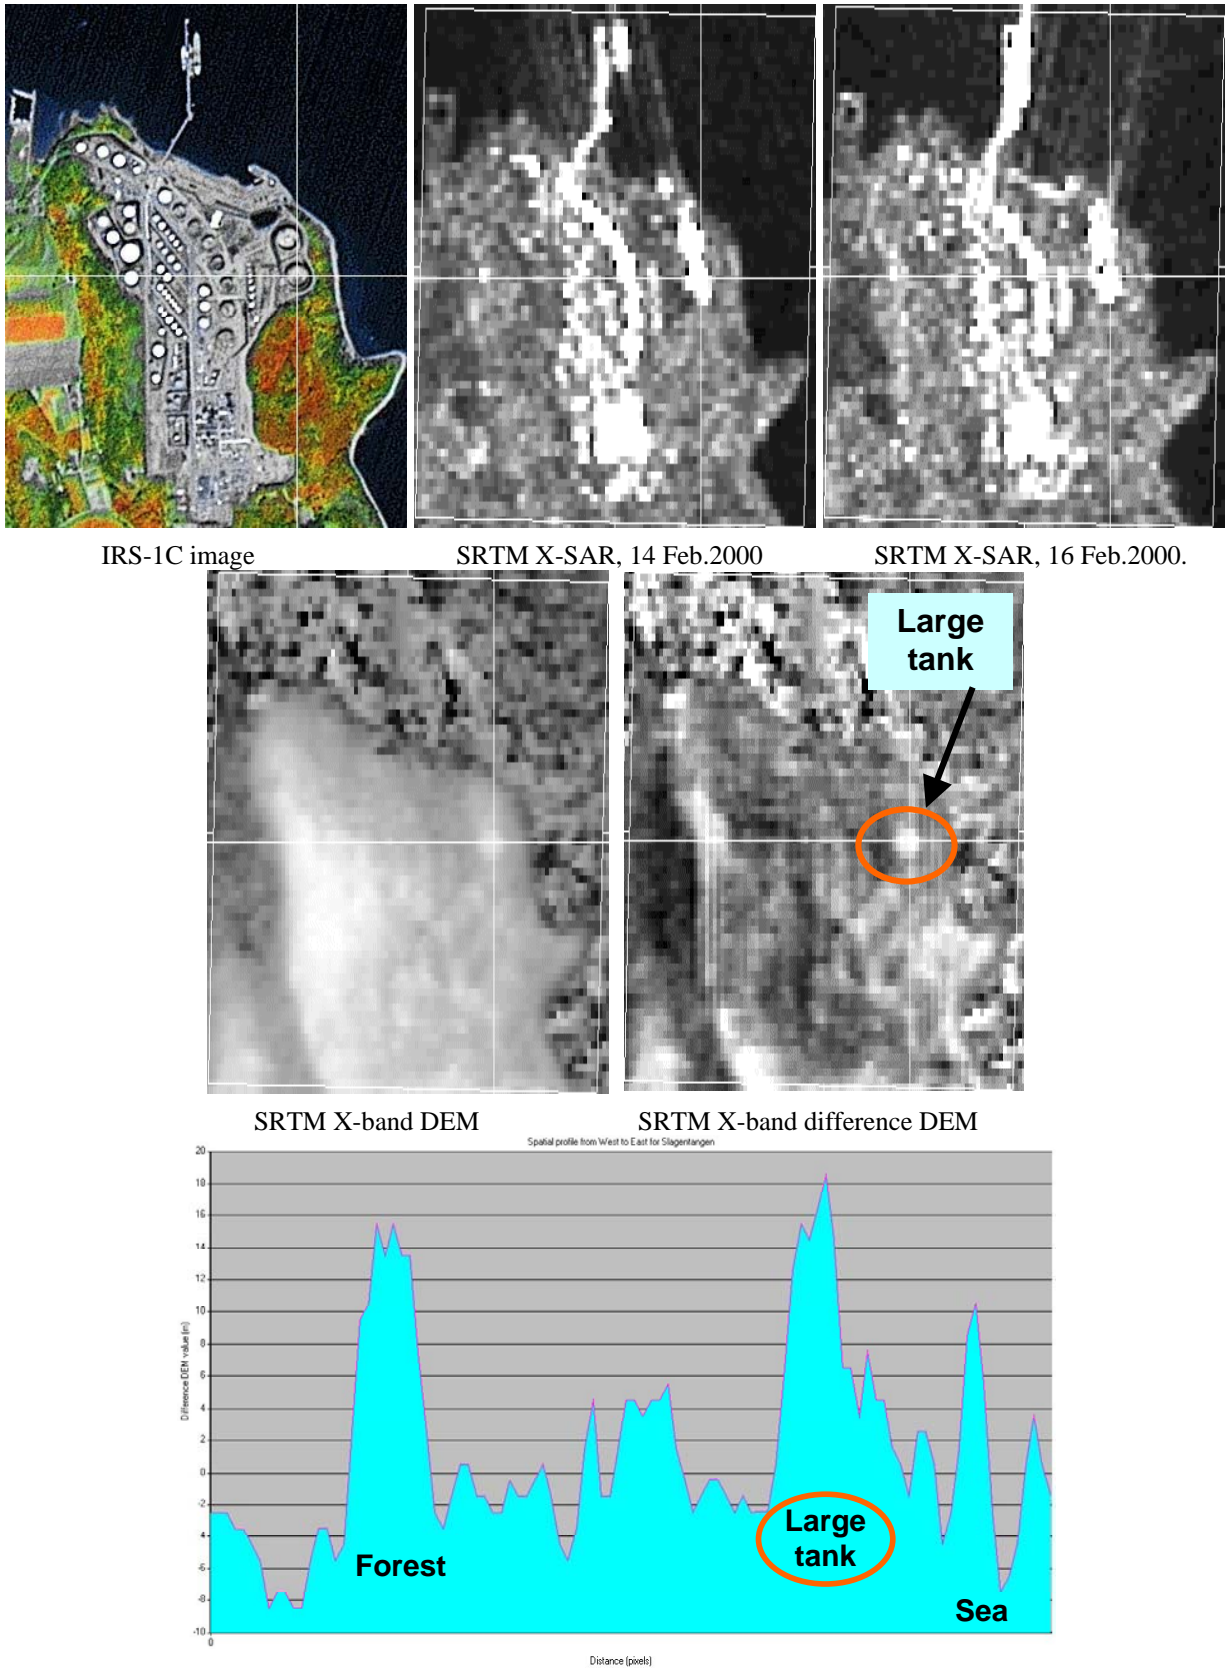 IRS-1C image
SRTM X-SAR, 14 Feb.2000
SRTM X-SAR, 16 Feb.2000.
Large
tank
SRTM X-band DEM
SRTM X-band difference DEM
Spatial profile from West to East for Slagentangen
20
18
16
14
12
10
8
6
4
2
0
-2
4
-6
-8
-10
Difference DEM value (m)
Forest
Large
tank
Sea
0
Distance (pixels)